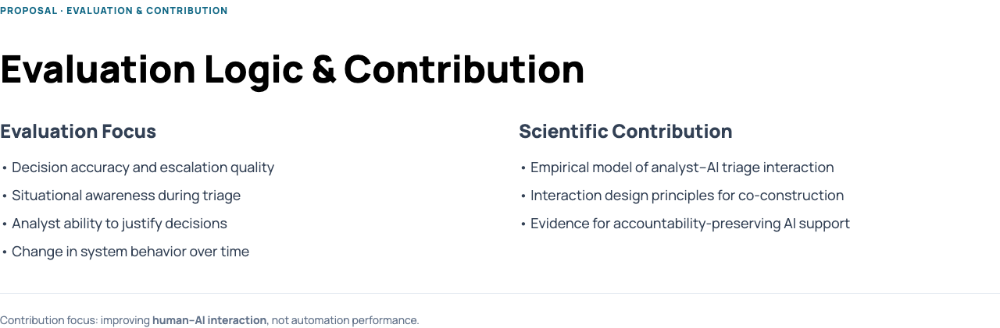 PROPOSAL · EVALUATION & CONTRIBUTION
Evaluation Logic & Contribution
Evaluation Focus
• Decision accuracy and escalation quality
• Situational awareness during triage
• Analyst ability to justify decisions
• Change in system behavior over time
Scientific Contribution
• Empirical model of analyst–AI triage interaction
• Interaction design principles for co-construction
• Evidence for accountability-preserving AI support
Contribution focus: improving human–AI interaction, not automation performance.